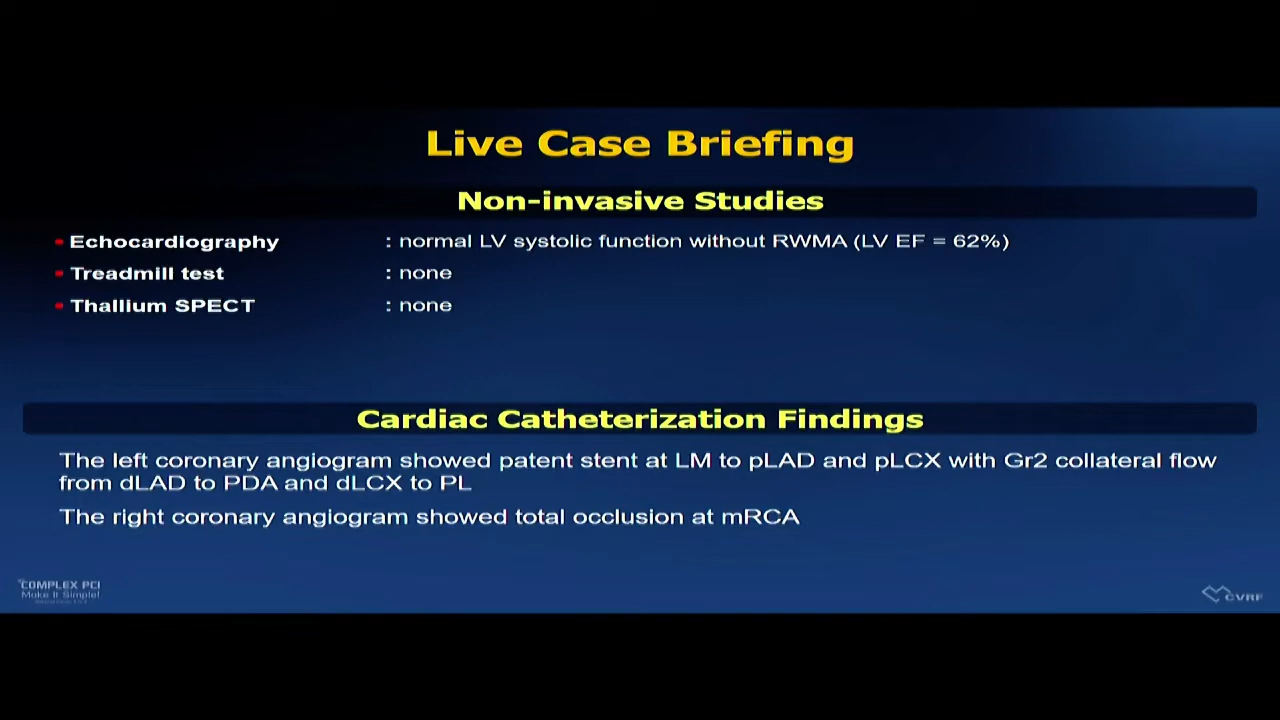 Live Case Briefing
Non-invasive Studies
Echocardiography : normal LV systolic function without RWMA (LV EF = 62%)
Treadmill test : none
Thallium SPECT : none
Cardiac Catheterization Findings
The left coronary angiogram showed patent stent at LM to pLAD and pLCX with Gr2 collateral flow
from dLAD to PDA and dLCX to PL
The right coronary angiogram showed total occlusion at mRCA
COMPLEX PCI
Make It Simple!
CVRF